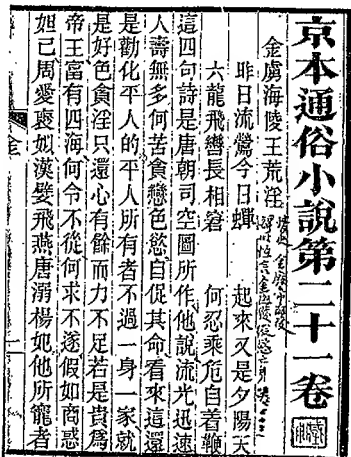 京本通俗小說第二十一卷
金虜海陵王荒淫
昨日流鶯今日蟬　起來又是夕陽天
六龍飛轡長相窘　何忍乘危自着鞭
這四句詩是唐朝司空圖所作他說流光迅速
人壽無多何苦貪戀色慾自促其命看來這還
是勸化平人的平人所有者不過一身一家就
是好色貪淫只還心有餘而力不足若是貴爲
帝王富有四海何令不從何求不遂假如商惑
妲己周愛褒姒漢嬖飛燕唐溺楊妃他所寵者